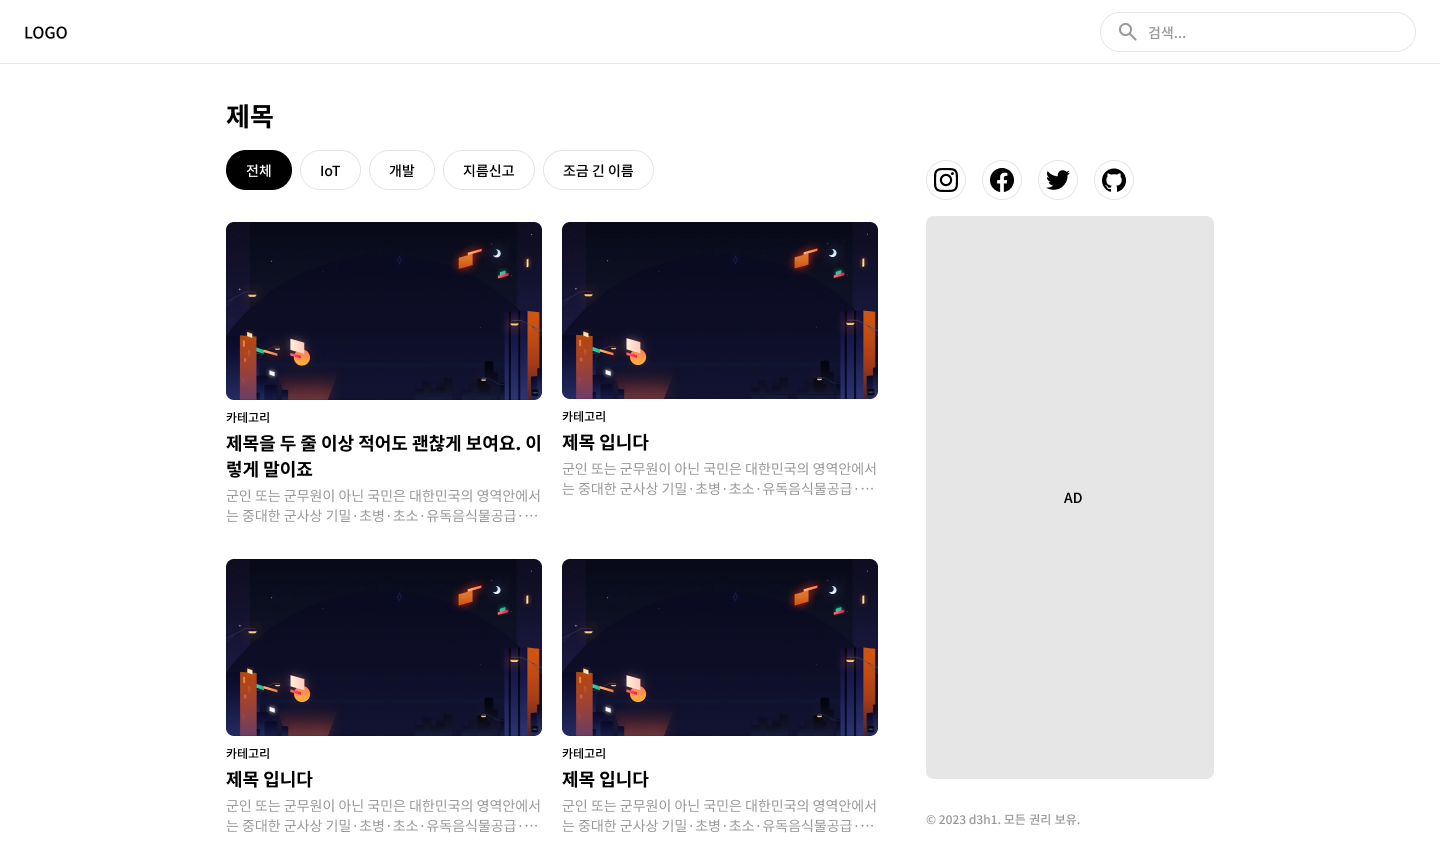 LOGO
검색...
제목
전체
IoT
개발
지름신고
조금 긴 이름
카테고리
제목을 두 줄 이상 적어도 괜찮게 보여요. 이
렇게 말이죠
군인 또는 군무원이 아닌 국민은 대한민국의 영역안에서
는 중대한 군사상 기밀·초병·초소·유독음식물공급·…
카테고리
제목 입니다
군인 또는 군무원이 아닌 국민은 대한민국의 영역안에서
는 중대한 군사상 기밀·초병·초소·유독음식물공급·…
카테고리
제목 입니다
군인 또는 군무원이 아닌 국민은 대한민국의 영역안에서
는 중대한 군사상 기밀·초병·초소·유독음식물공급·…
카테고리
제목 입니다
군인 또는 군무원이 아닌 국민은 대한민국의 영역안에서
는 중대한 군사상 기밀·초병·초소·유독음식물공급·…
AD
© 2023 d3h1. 모든 권리 보유.